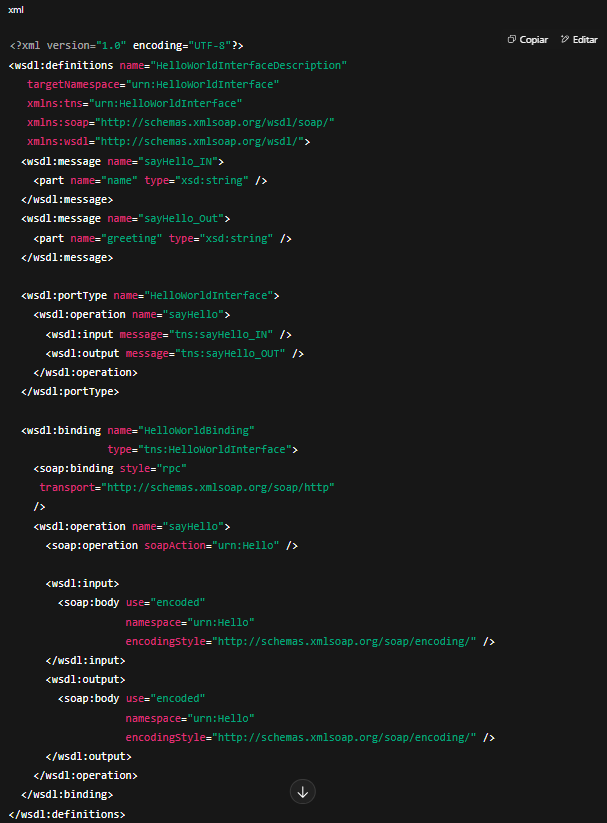 xml
Copiar
Editar
<?xml version="1.0" encoding="UTF-8"?>
<wsdl:definitions name="HelloWorldInterfaceDescription"
targetNamespace="urn:HelloWorldInterface"
xmlns:tns="urn:HelloWorldInterface"
xmlns:soap="http://schemas.xmlsoap.org/wsdl/soap/"
xmlns:wsdl="http://schemas.xmlsoap.org/wsdl/">
<wsdl:message name="sayHello_IN">
<part name="name" type="xsd:string" />
</wsdl:message>
<wsdl:message name="sayHello_Out">
<part name="greeting" type="xsd:string" />
</wsdl:message>
<wsdl:portType name="HelloWorldInterface">
<wsdl:operation name="sayHello">
<wsdl:input message="tns:sayHello_IN" />
<wsdl:output message="tns:sayHello_OUT" />
</wsdl:operation>
</wsdl:portType>
<wsdl:binding name="HelloWorldBinding"
type="tns:HelloWorldInterface">
<soap:binding style="rpc"
transport="http://schemas.xmlsoap.org/soap/http"
/>
<wsdl:operation name="sayHello">
<soap:operation soapAction="urn:Hello" />
<wsdl:input>
<soap:body use="encoded"
namespace="urn:Hello"
encodingStyle="http://schemas.xmlsoap.org/soap/encoding/" />
</wsdl:input>
<wsdl:output>
<soap:body use="encoded"
namespace="urn:Hello"
encodingStyle="http://schemas.xmlsoap.org/soap/encoding/" />
</wsdl:output>
</wsdl:operation>
</wsdl:binding>
</wsdl:definitions>